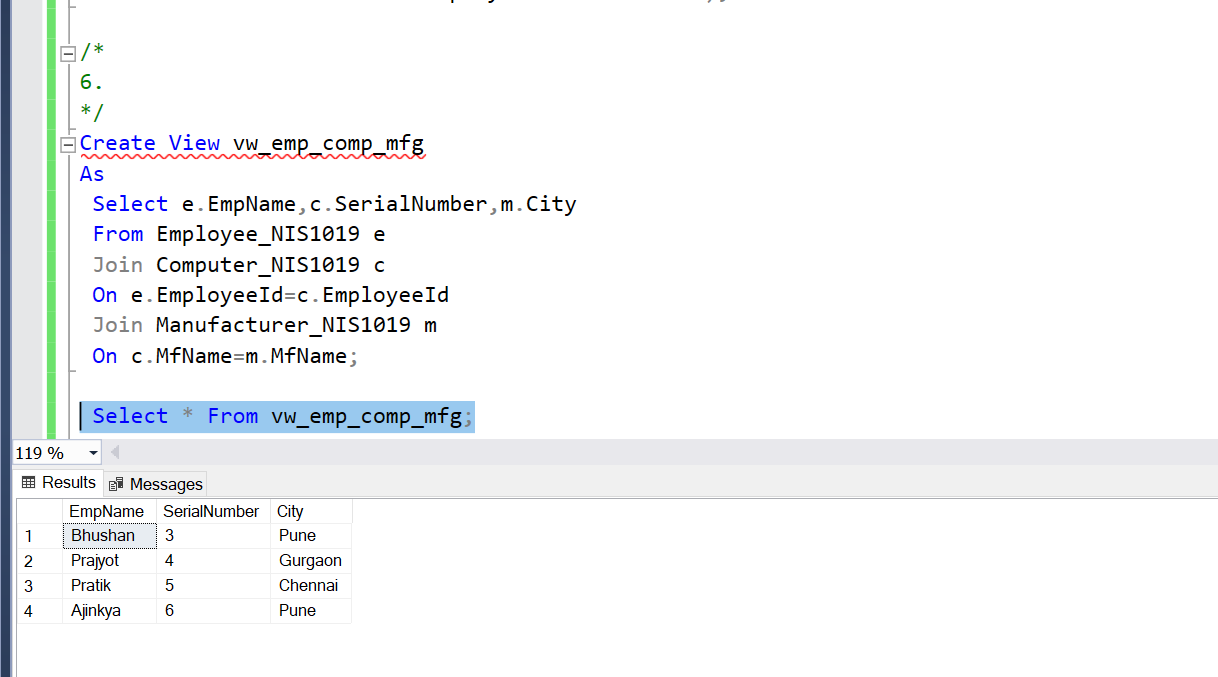 /*
6.
*/
Create View vw_emp_comp_mfg
As
Select e.EmpName,c.SerialNumber,m.City
From Employee_NIS1019 e
Join Computer_NIS1019 c
On e.EmployeeId=c.EmployeeId
Join Manufacturer_NIS1019 m
On c.MfName=m.MfName;
Select * From vw_emp_comp_mfg;
119 %
Results Messages
EmpName SerialNumber City
1 Bhushan 3 Pune
2 Prajyot 4 Gurgaon
3 Pratik 5 Chennai
4 Ajinkya 6 Pune